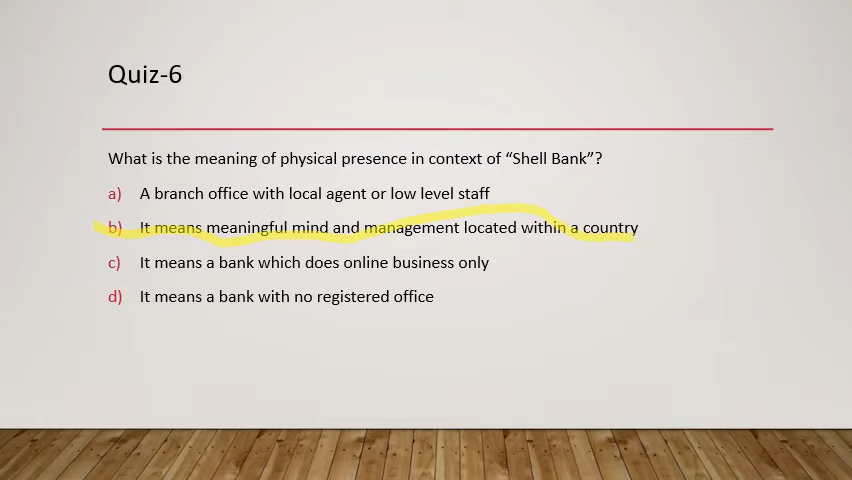 Quiz-6
What is the meaning of physical presence in context of “Shell Bank”?
a) A branch office with local agent or low level staff
b) It means meaningful mind and management located within a country
c) It means a bank which does online business only
d) It means a bank with no registered office